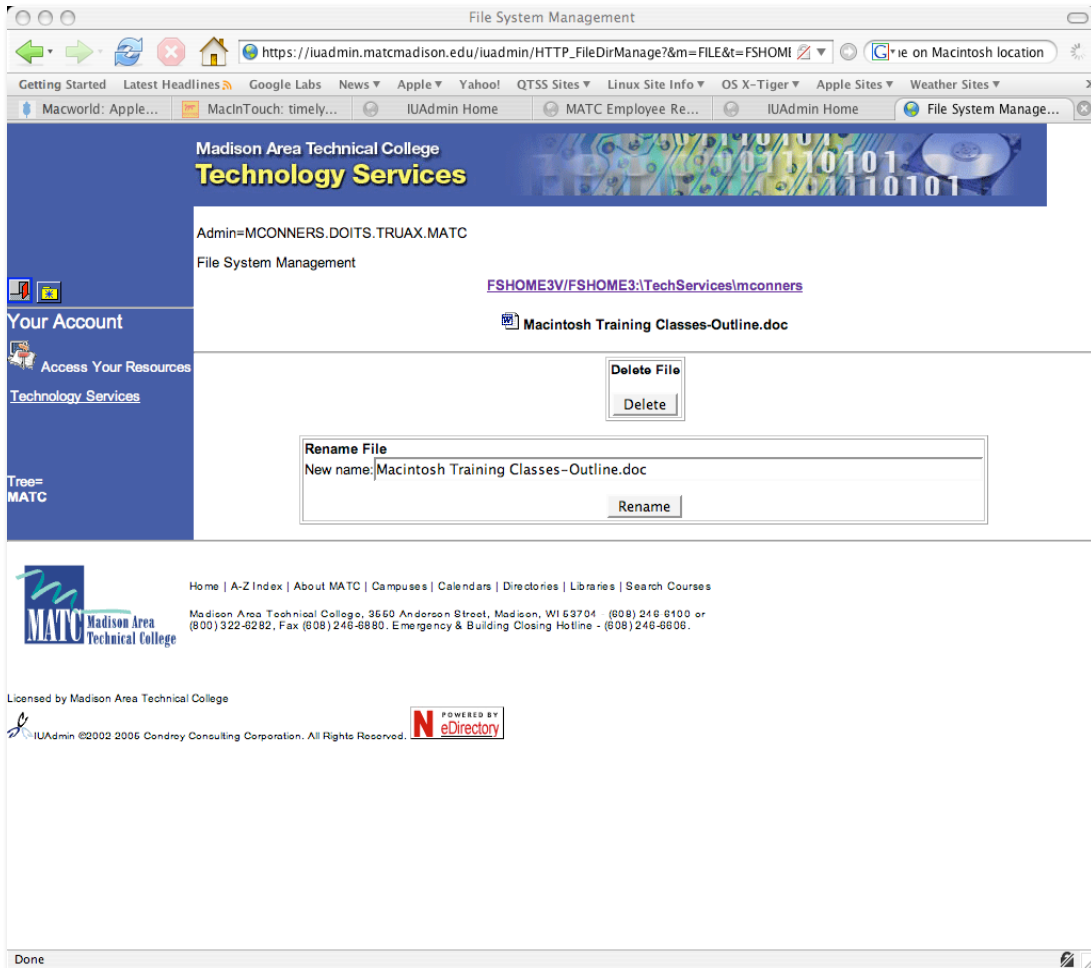 File System Management
https://iuadmin.matcmadison.edu/iuadmin/HTTP_FileDirManage?&m=FILE&t=FSHOME
G ie on Macintosh location
Getting Started Latest Headlines Google Labs News Apple Yahoo! QTSS Sites Linux Site Info OS X-Tiger Apple Sites Weather Sites
Macworld: Apple... MacInTouch: timely... IUAdmin Home MATC Employee Re... IUAdmin Home File System Manage...
Madison Area Technical College
Technology Services
Admin=MCONNERS.DOITS.TRUAX.MATC
File System Management
FSHOME3V/FSHOME3:\TechServices\mconners
Macintosh Training Classes-Outline.doc
Your Account
Access Your Resources
Technology Services
Tree=
MATC
Delete File
Delete
Rename File
New name: Macintosh Training Classes-Outline.doc
Rename
MATC Madison Area
Technical College
Home | A-Z Index | About MATC | Campuses | Calendars | Directories | Libraries | Search Courses
Madison Area Technical College, 3550 Anderson Street, Madison, WI 53704 - (608) 246-6100 or
(800) 322-6282, Fax (608) 246-6880. Emergency & Building Closing Hotline - (608) 246-6606.
Licensed by Madison Area Technical College
IUAdmin ©2002 2005 Condrey Consulting Corporation. All Rights Reserved.
N POWERED BY
eDirectory
Done